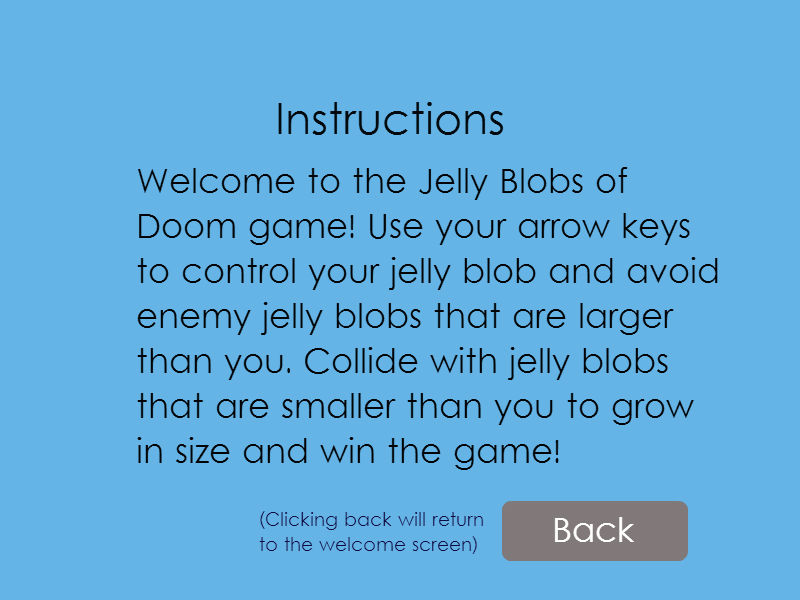 Instructions
Welcome to the Jelly Blobs of
Doom game! Use your arrow keys
to control your jelly blob and avoid
enemy jelly blobs that are larger
than you. Collide with jelly blobs
that are smaller than you to grow
in size and win the game!
(Clicking back will return
to the welcome screen)
Back